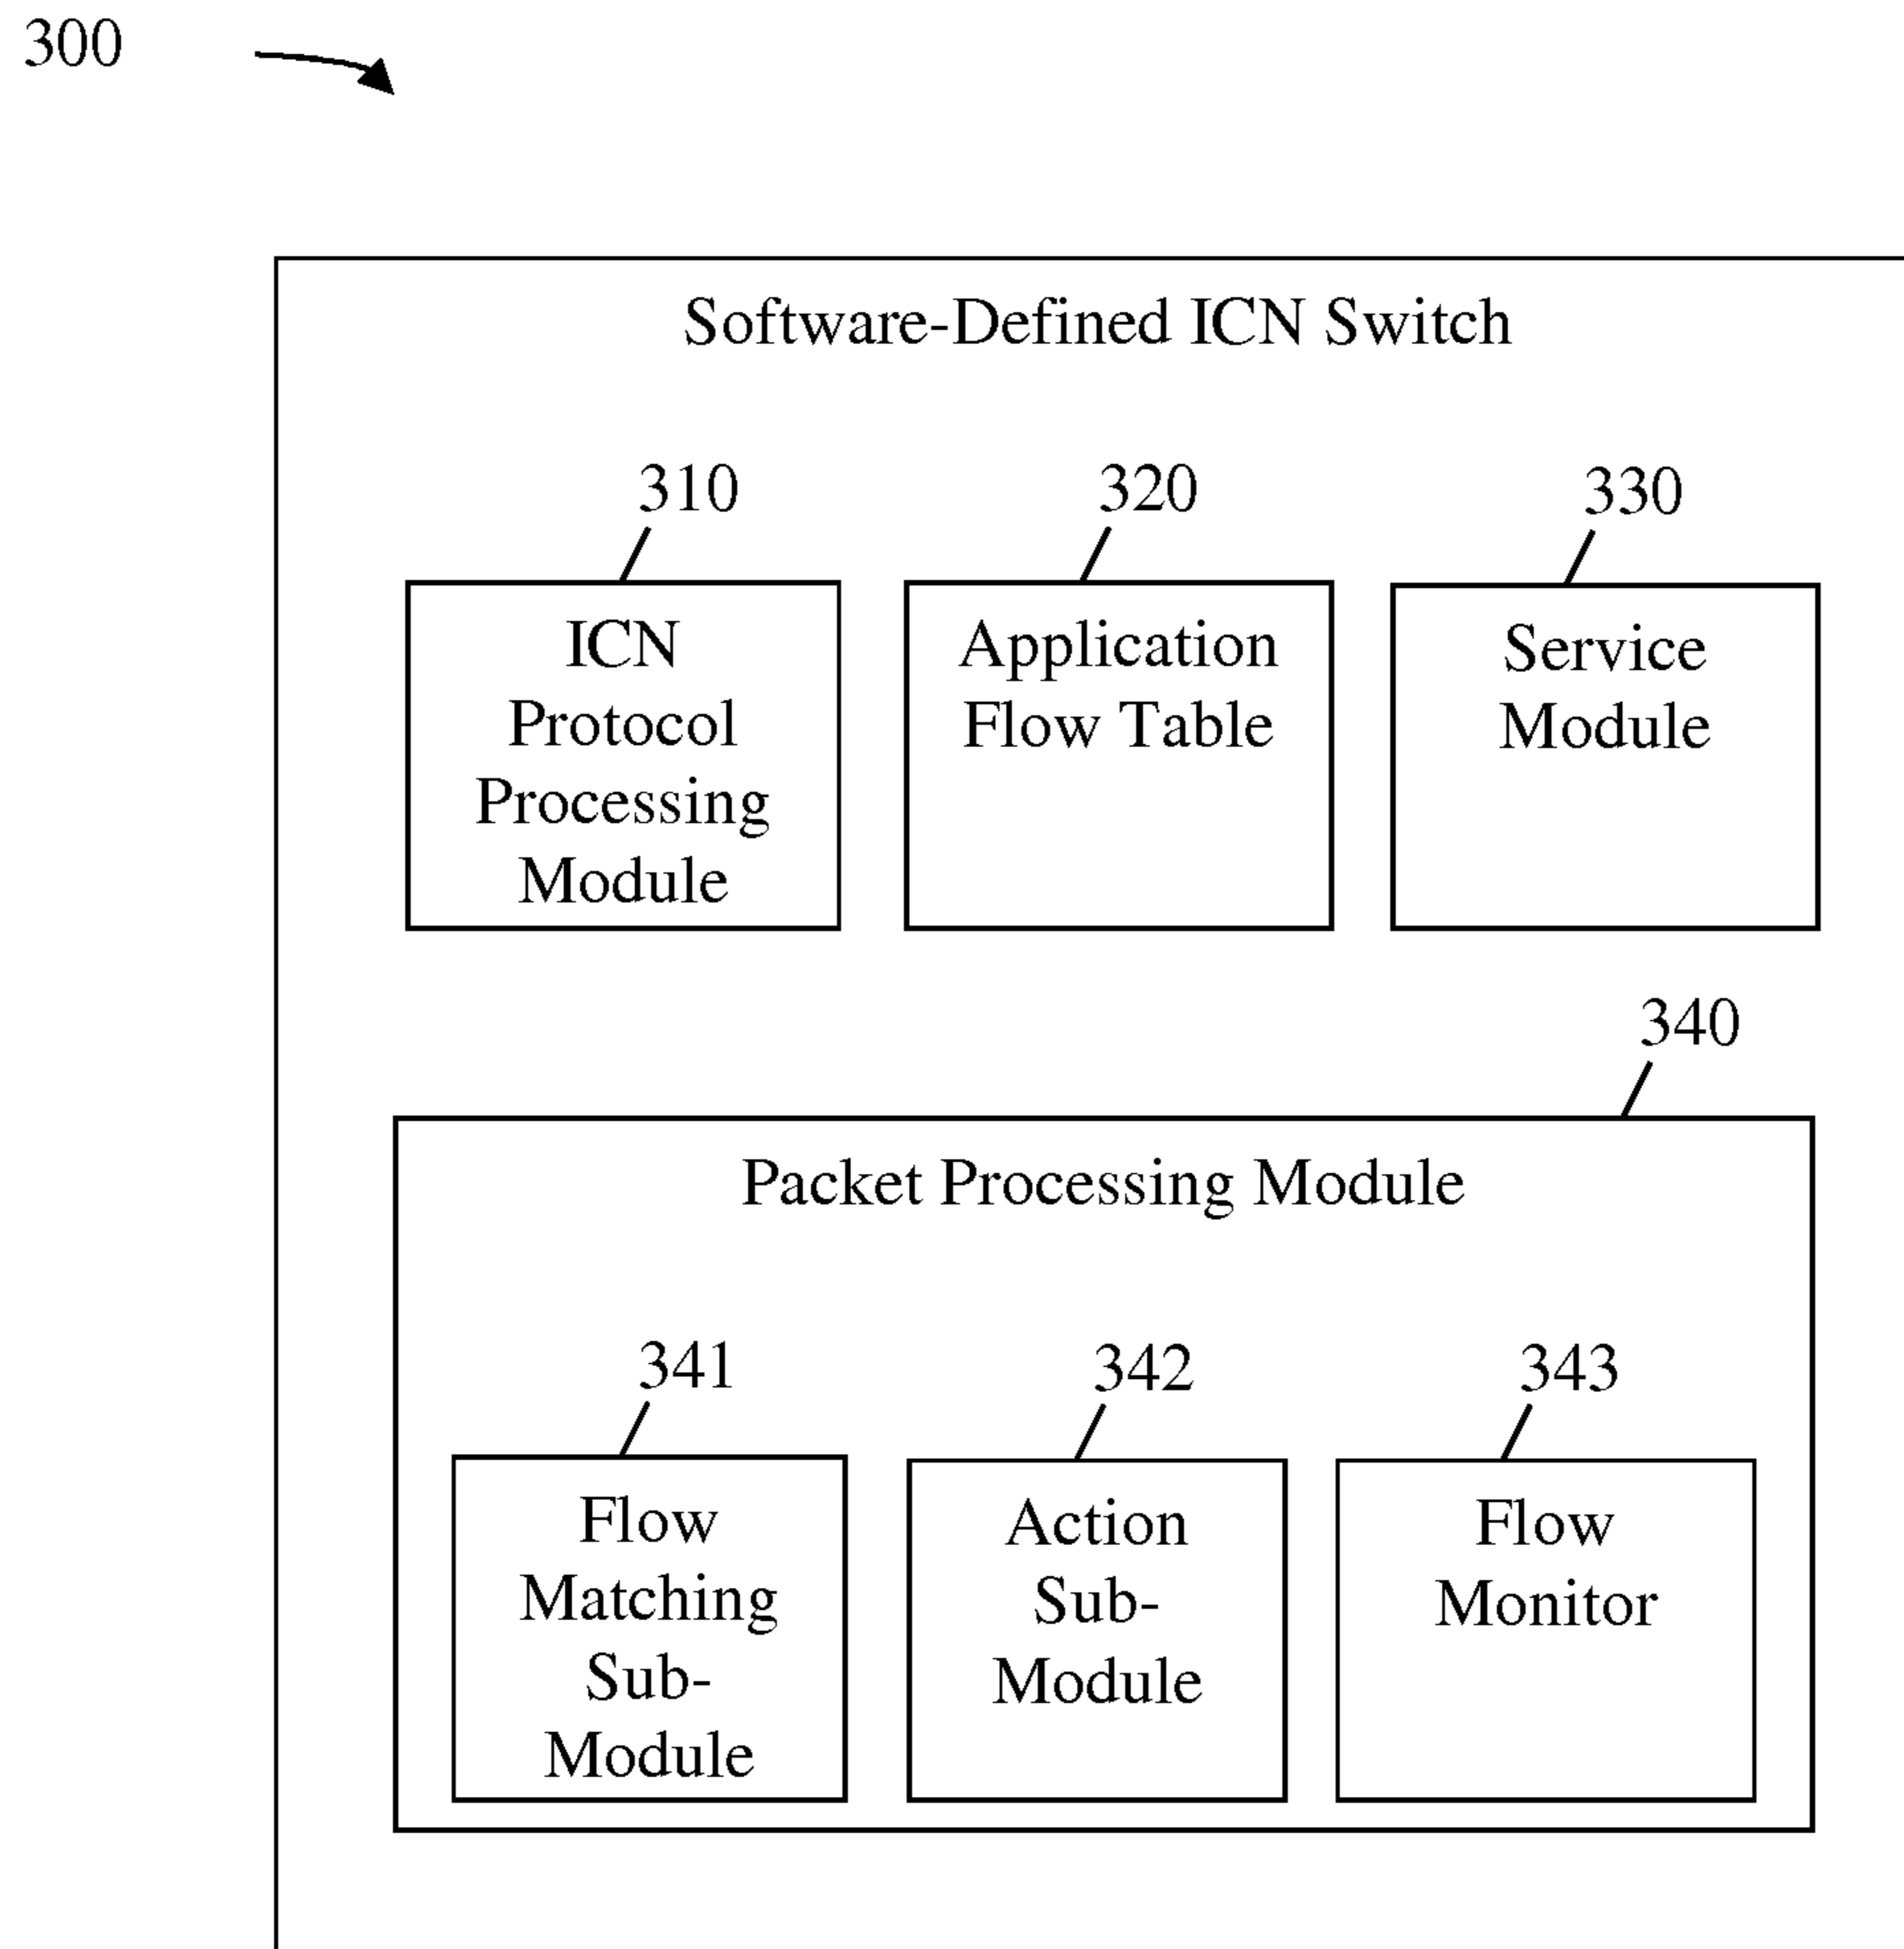 300
Software-Defined ICN Switch
310
320
330
ICN
Protocol
Processing
Module
Application
Flow Table
Service
Module
340
Packet Processing Module
341
342
343
Flow
Matching
Sub-
Module
Action
Sub-
Module
Flow
Monitor